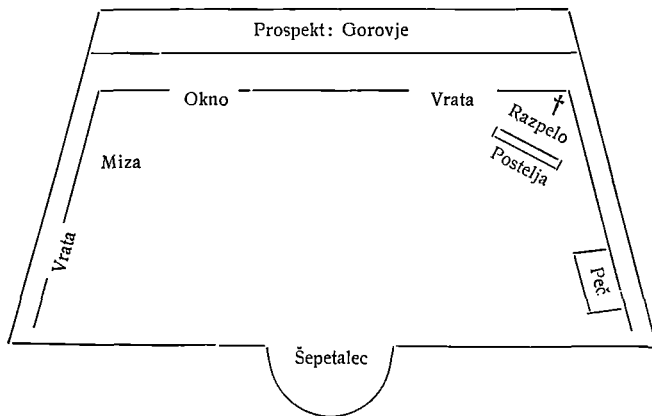 Prospekt: Gorovje
Okno
Vrata
†
Razpelo
Postelja
Miza
Vrata
Peč
Šepetalec